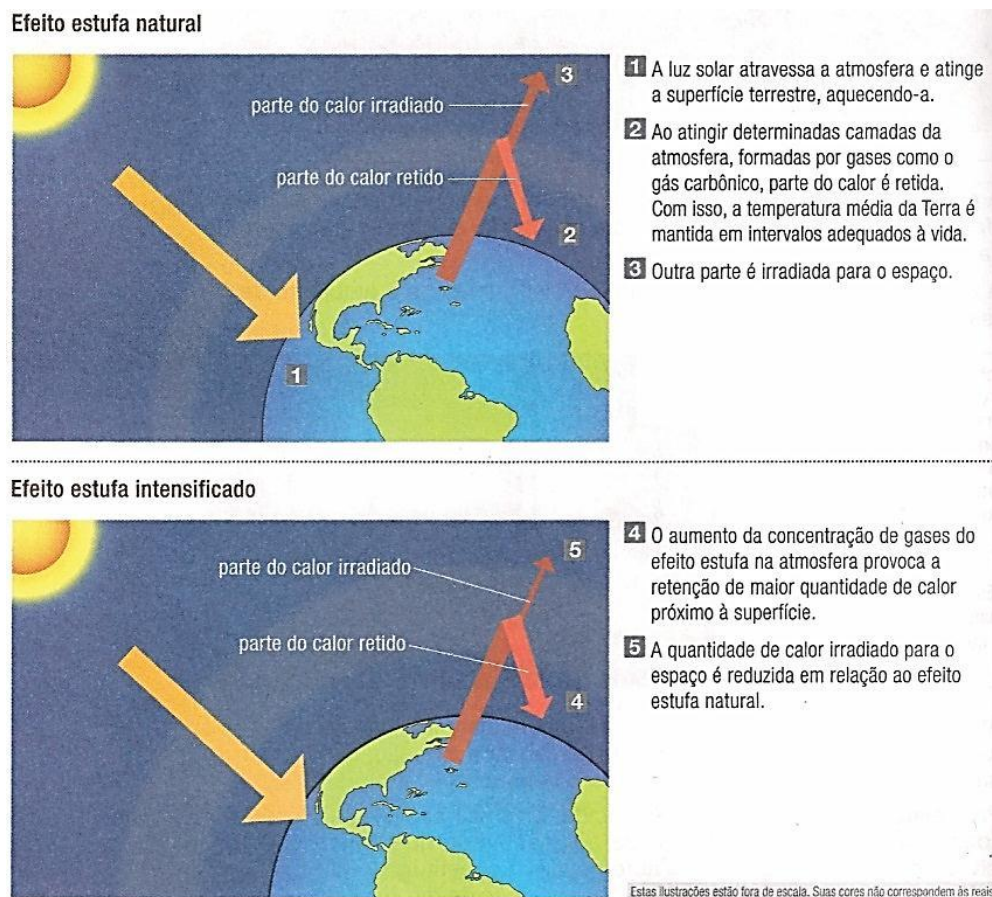 Efeito estufa natural
parte do calor irradiado
3
parte do calor retido
2
1
1 A luz solar atravessa a atmosfera e atinge
a superfície terrestre, aquecendo-a.
2 Ao atingir determinadas camadas da
atmosfera, formadas por gases como o
gás carbônico, parte do calor é retida.
Com isso, a temperatura média da Terra é
mantida em intervalos adequados à vida.
3 Outra parte é irradiada para o espaço.
Efeito estufa intensificado
parte do calor irradiado
5
parte do calor retido
4
4 O aumento da concentração de gases do
efeito estufa na atmosfera provoca a
retenção de maior quantidade de calor
próximo à superfície.
5 A quantidade de calor irradiado para o
espaço é reduzida em relação ao efeito
estufa natural.
Estas ilustrações estão fora de escala. Suas cores não correspondem às reais